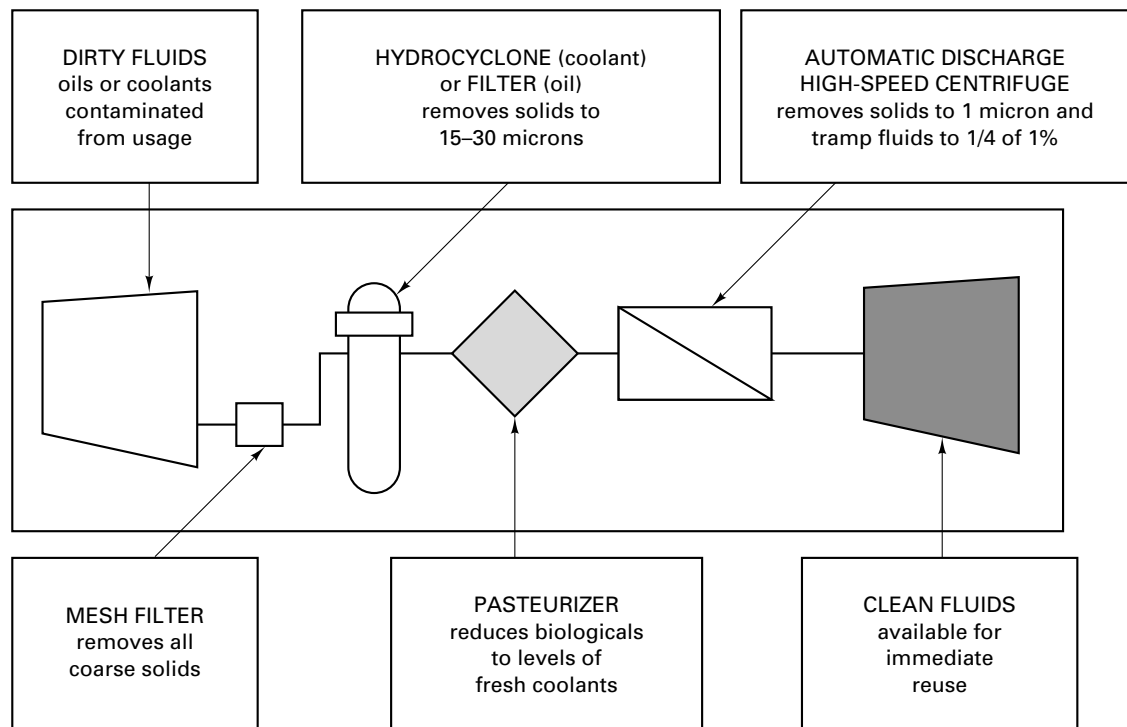 DIRTY FLUIDS
oils or coolants
contaminated
from usage
HYDROCYCLONE (coolant)
or FILTER (oil)
removes solids to
15–30 microns
AUTOMATIC DISCHARGE
HIGH-SPEED CENTRIFUGE
removes solids to 1 micron and
tramp fluids to 1/4 of 1%
MESH FILTER
removes all
coarse solids
PASTEURIZER
reduces biologicals
to levels of
fresh coolants
CLEAN FLUIDS
available for
immediate
reuse